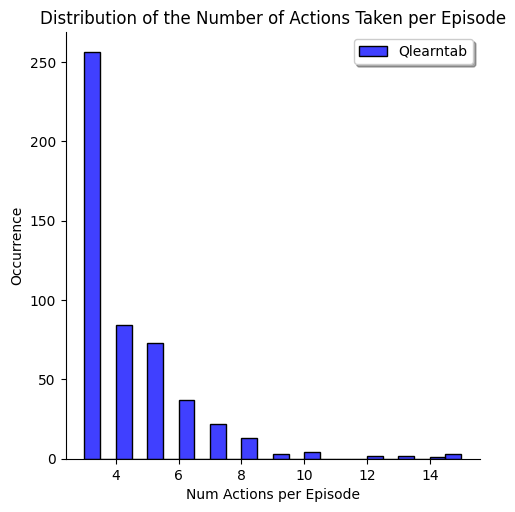 Distribution of the Number of Actions Taken per Episode
Qlearntab
250
200
150
100
50
0
Occurrence
4 6 8 10 12 14
Num Actions per Episode